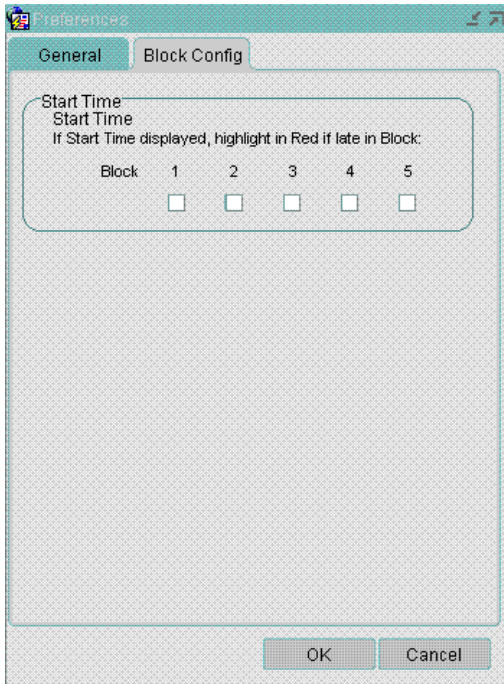 Preferences
General Block Config
Start Time
Start Time
If Start Time displayed, highlight in Red if late in Block:
Block 1 2 3 4 5
OK Cancel